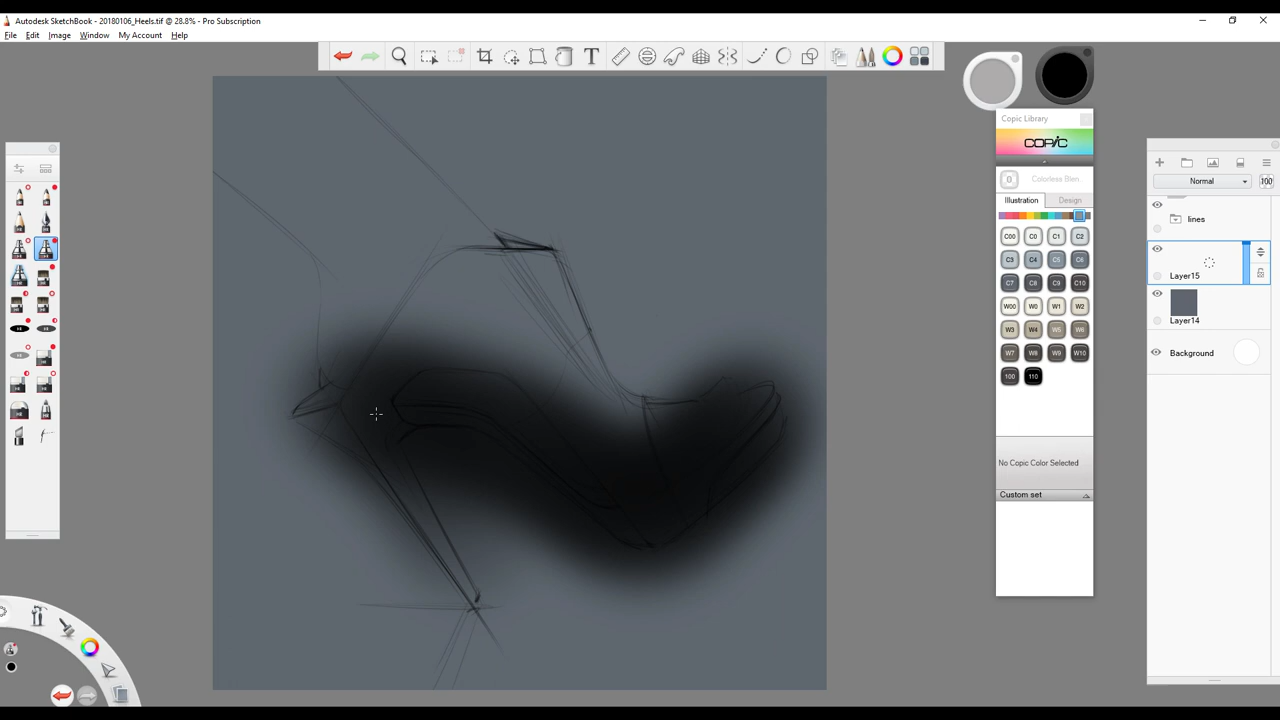 Autodesk SketchBook - 20180106_Heels.tif @ 28.8% - Pro Subscription
File Edit Image Window My Account Help
T
Copic Library
COPIC
0 Colorless Blen...
Illustration Design
C00 C0 C1 C2
C3 C4 C5 C6
C7 C8 C9 C10
W00 W0 W1 W2
W3 W4 W5 W6
W7 W8 W9 W10
100 110
No Copic Color Selected
Custom set
Normal 100
lines
Layer15
Layer14
Background